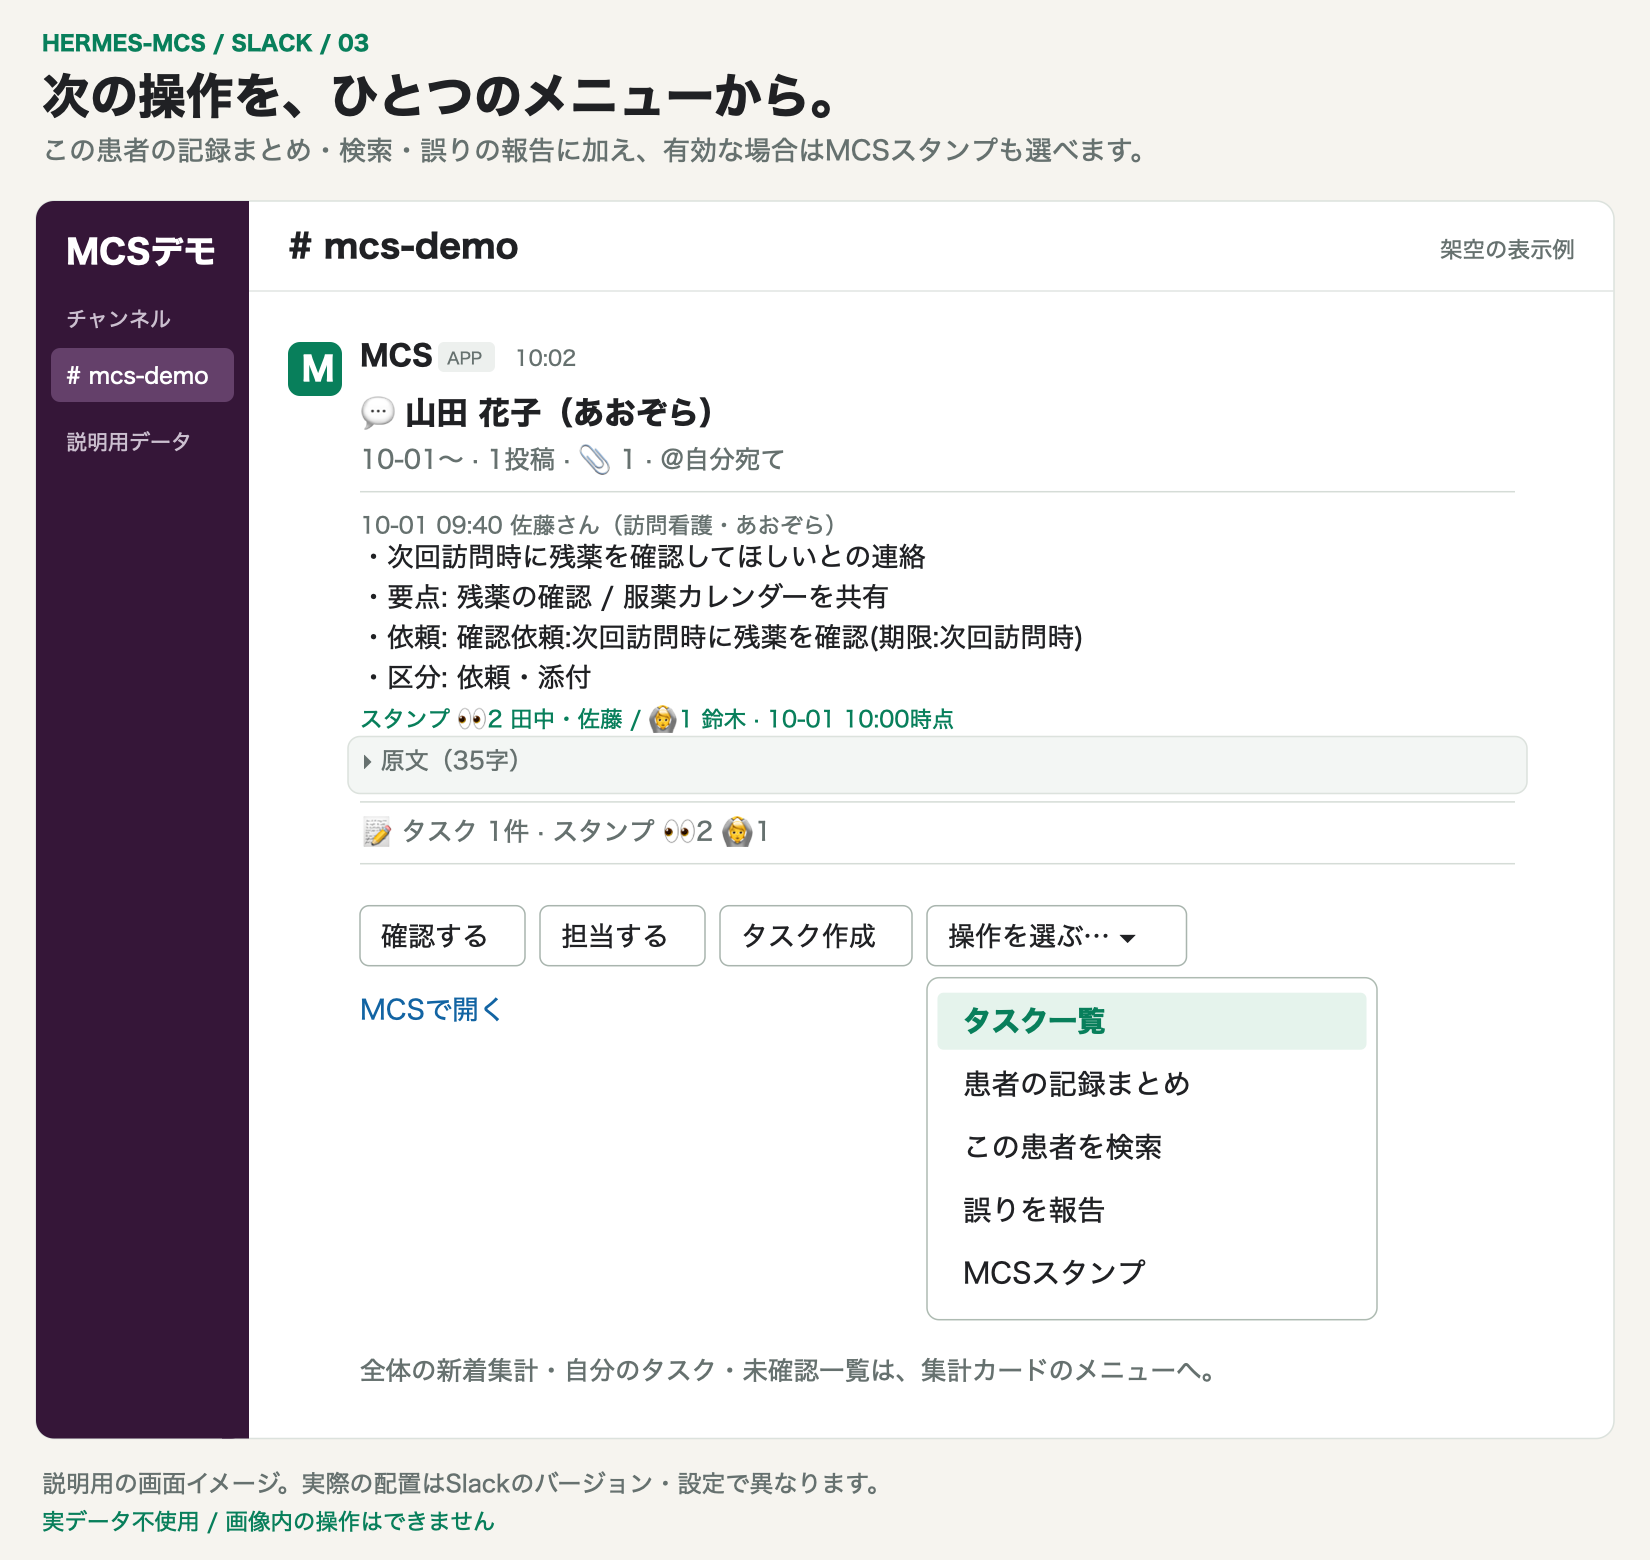 HERMES-MCS / SLACK / 03
次の操作を、ひとつのメニューから。
この患者の記録まとめ・検索・誤りの報告に加え、有効な場合はMCSスタンプも選べます。
MCSデモ
チャンネル
# mcs-demo
説明用データ
# mcs-demo
架空の表示例
M
MCS APP 10:02
💬 山田 花子（あおぞら）
10-01〜 · 1投稿 · 📎 1 · @自分宛て
10-01 09:40 佐藤さん（訪問看護・あおぞら）
・次回訪問時に残薬を確認してほしいとの連絡
・要点: 残薬の確認 / 服薬カレンダーを共有
・依頼: 確認依頼:次回訪問時に残薬を確認(期限:次回訪問時)
・区分: 依頼・添付
スタンプ 👀2 田中・佐藤 / 🙆1 鈴木 · 10-01 10:00時点
原文（35字）
📝 タスク 1件 · スタンプ 👀2 🙆1
確認する
担当する
タスク作成
操作を選ぶ…
MCSで開く
タスク一覧
患者の記録まとめ
この患者を検索
誤りを報告
MCSスタンプ
全体の新着集計・自分のタスク・未確認一覧は、集計カードのメニューへ。
説明用の画面イメージ。実際の配置はSlackのバージョン・設定で異なります。
実データ不使用 / 画像内の操作はできません